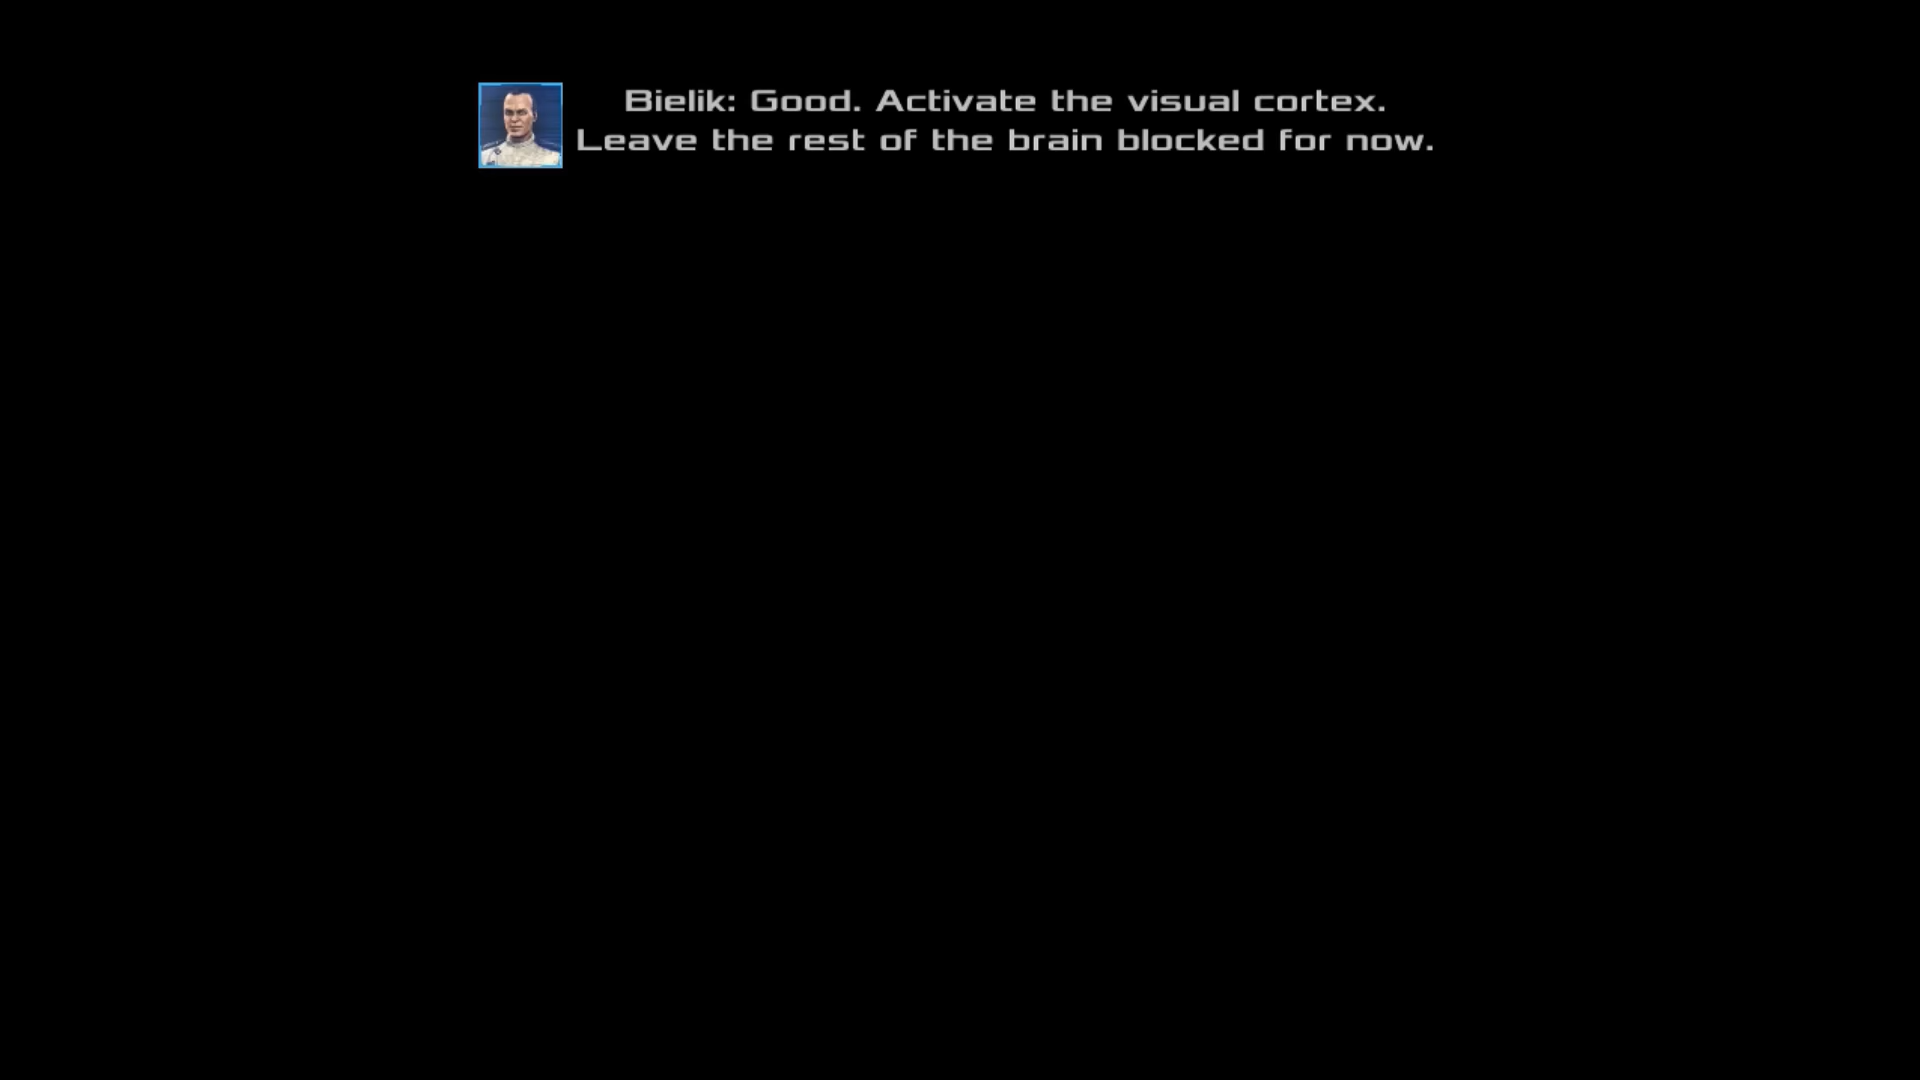 Bielik: Good. Activate the visual cortex.
Leave the rest of the brain blocked for now.